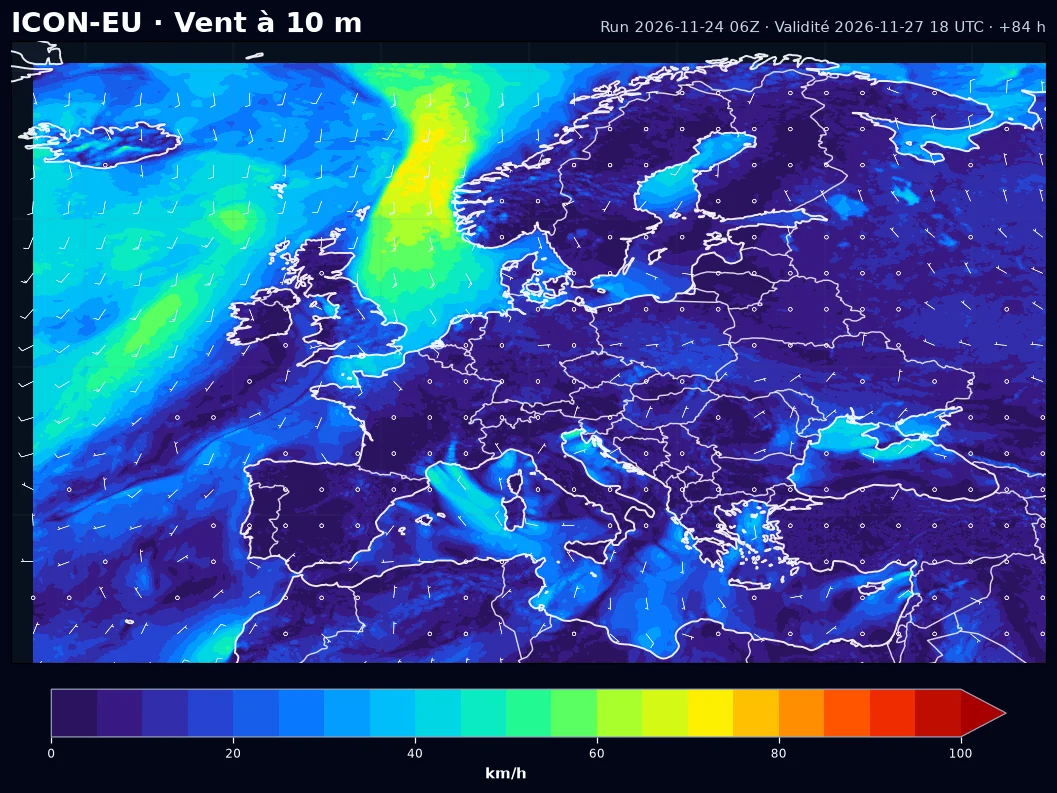 ICON-EU · Vent à 10 m
Run 2026-11-24 06Z · Validité 2026-11-27 18 UTC · +84 h
0 20 40 60 80 100
km/h